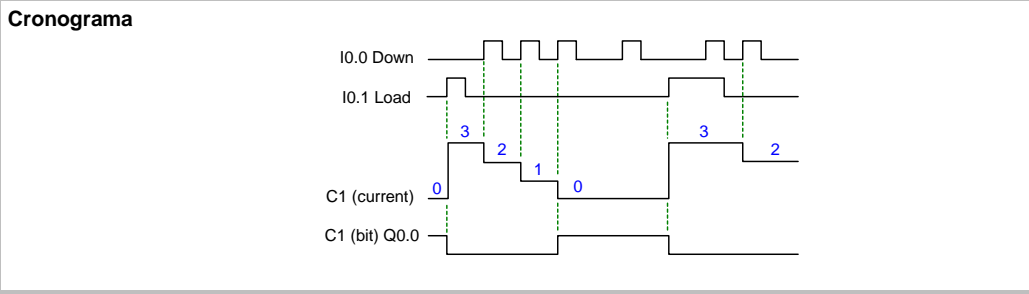 Cronograma
I0.0 Down
I0.1 Load
3 3
2 2
1
0 0
C1 (current)
C1 (bit) Q0.0